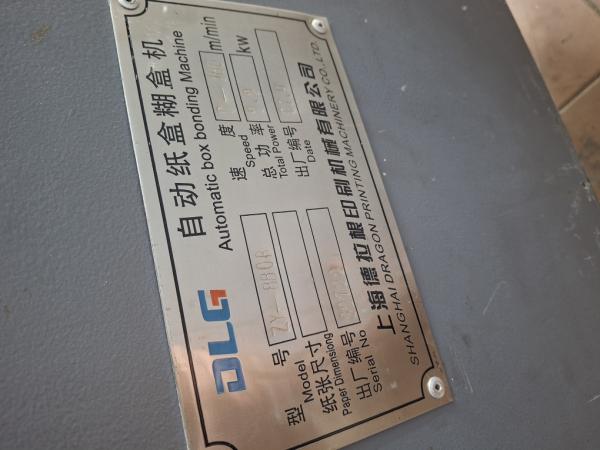 DLG
自动纸盒糊盒机
Automatic box bonding Machine
型号 ZY-880B
Model
纸张尺寸
Paper Dimensiong
出厂编号
Serial No
速度 m/min
Speed
总功率 kw
Total Power
出厂编号
Date
上海德拉根印刷机械有限公司
SHANGHAI DRAGON PRINTING MACHINERY CO.,LTD.